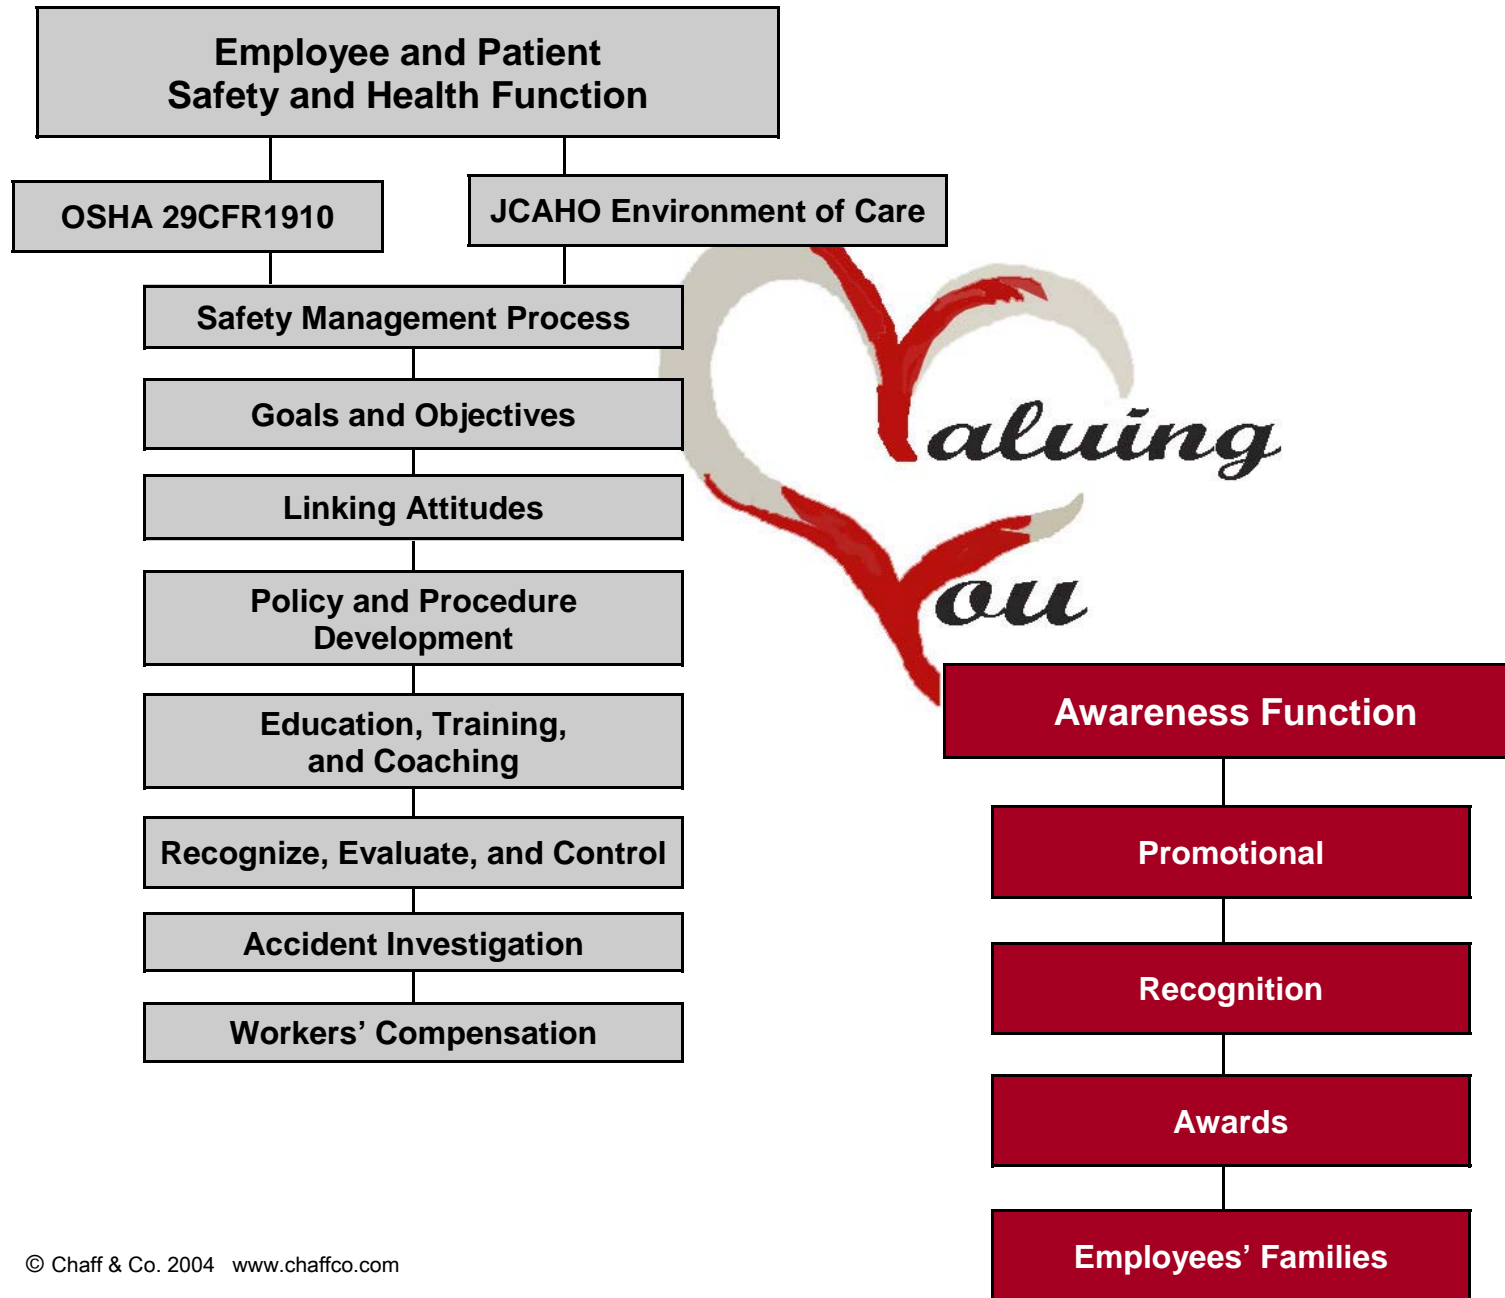 Employee and Patient
Safety and Health Function
OSHA 29CFR1910
JCAHO Environment of Care
Safety Management Process
Goals and Objectives
Linking Attitudes
Policy and Procedure
Development
Education, Training,
and Coaching
Recognize, Evaluate, and Control
Accident Investigation
Workers’ Compensation
Valuing
You
Awareness Function
Promotional
Recognition
Awards
Employees’ Families
© Chaff & Co. 2004 www.chaffco.com